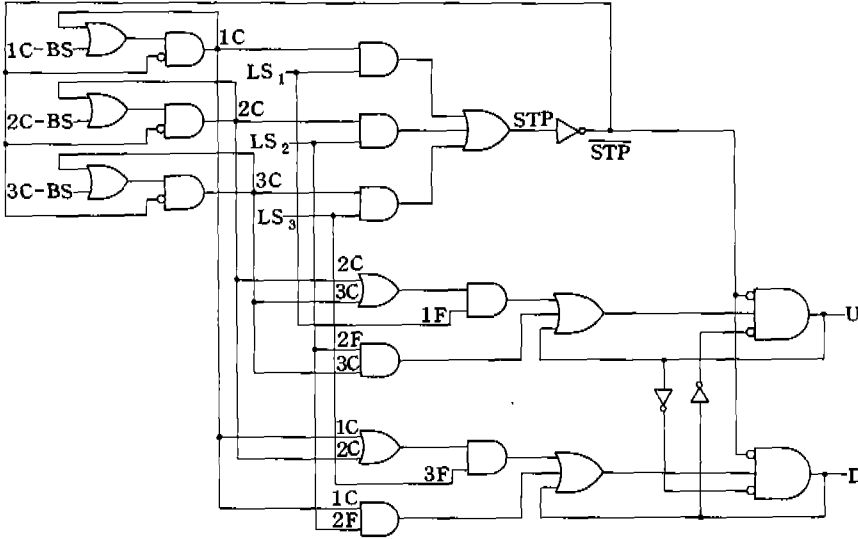 1C-BS
1C
LS1
2C-BS
2C
LS2
STP
STP
3C-BS
3C
LS3
2C
3C
1F
U
2F
3C
1C
2C
3F
D
1C
2F